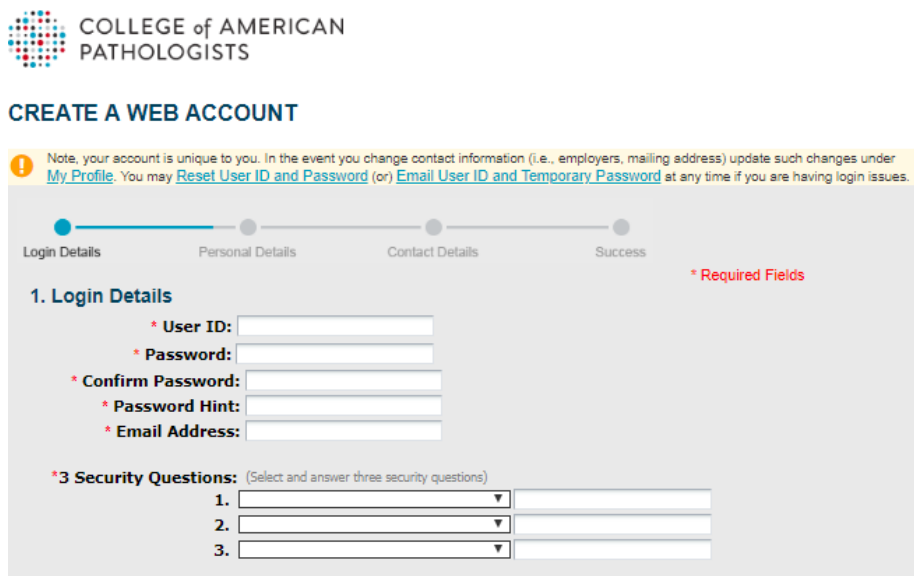 COLLEGE of AMERICAN
PATHOLOGISTS
CREATE A WEB ACCOUNT
Note, your account is unique to you. In the event you change contact information (i.e., employers, mailing address) update such changes under
My Profile. You may Reset User ID and Password (or) Email User ID and Temporary Password at any time if you are having login issues.
Login Details Personal Details Contact Details Success
* Required Fields
1. Login Details
* User ID:
* Password:
* Confirm Password:
* Password Hint:
* Email Address:
*3 Security Questions: (Select and answer three security questions)
1.
2.
3.